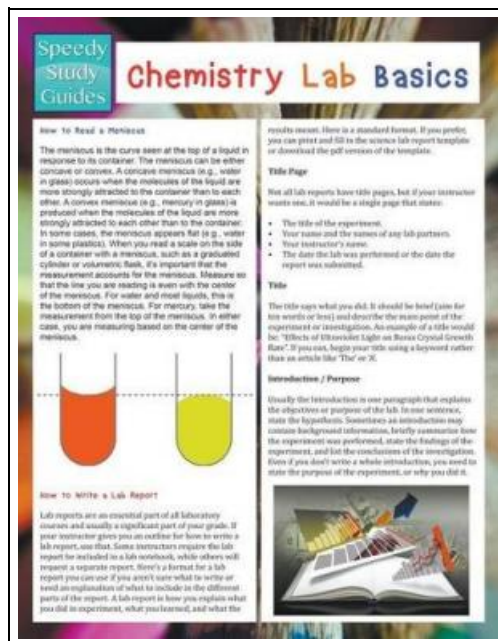 Speedy
Study
Guides
Chemistry Lab Basics
How to Read a Meniscus
The meniscus is the curve seen at the top of a liquid in
response to its container. The meniscus can be either
concave or convex. A concave meniscus (e.g., water
in glass) occurs when the molecules of the liquid are
more strongly attracted to the container than to each
other. A convex meniscus (e.g., mercury in glass) is
produced when the molecules of the liquid are more
strongly attracted to each other than to the container.
In some cases, the meniscus appears flat (e.g., water
in some plastics). When you read a scale on the side
of a container with a meniscus, such as a graduated
cylinder or volumetric flask, it's important that the
measurement accounts for the meniscus. Measure so
that the line you are reading is even with the center
of the meniscus. For water and most liquids, this is
the bottom of the meniscus. For mercury, take the
measurement from the top of the meniscus. In either
case, you are measuring based on the center of the
meniscus.
How to Write a Lab Report
Lab reports are an essential part of all laboratory
courses and usually a significant part of your grade. If
your instructor gives you an outline for how to write a
lab report, use that. Some instructors require the lab
report be included in a lab notebook, while others will
request a separate report. Here's a format for a lab
report you can use if you aren't sure what to write or
need an explanation of what to include in the different
parts of the report. A lab report is how you explain what
you did in experiment, what you learned, and what the
results meant. Here is a standard format. If you prefer,
you can print and fill in the science lab report template
or download the pdf version of the template.
Title Page
Not all lab reports have title pages, but if your instructor
wants one, it would be a single page that states:
• The title of the experiment.
• Your name and the names of any lab partners.
• Your instructor's name.
• The date the lab was performed or the date the
report was submitted.
Title
The title says what you did. It should be brief (aim for
ten words or less) and describe the main point of the
experiment or investigation. An example of a title would
be: "Effects of Ultraviolet Light on Borax Crystal Growth
Rate". If you can, begin your title using a keyword rather
than an article like 'The' or 'A'.
Introduction / Purpose
Usually the Introduction is one paragraph that explains
the objectives or purpose of the lab. In one sentence,
state the hypothesis. Sometimes an introduction may
contain background information, briefly summarize how
the experiment was performed, state the findings of the
experiment, and list the conclusions of the investigation.
Even if you don't write a whole introduction, you need to
state the purpose of the experiment, or why you did it.